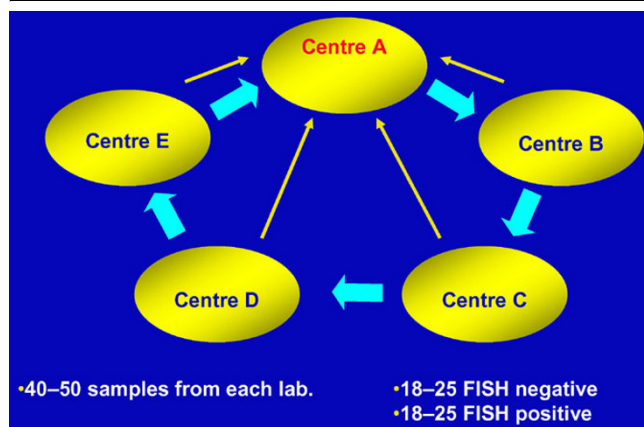 Centre A
Centre E
Centre B
Centre D
Centre C
•40–50 samples from each lab.
•18–25 FISH negative
•18–25 FISH positive